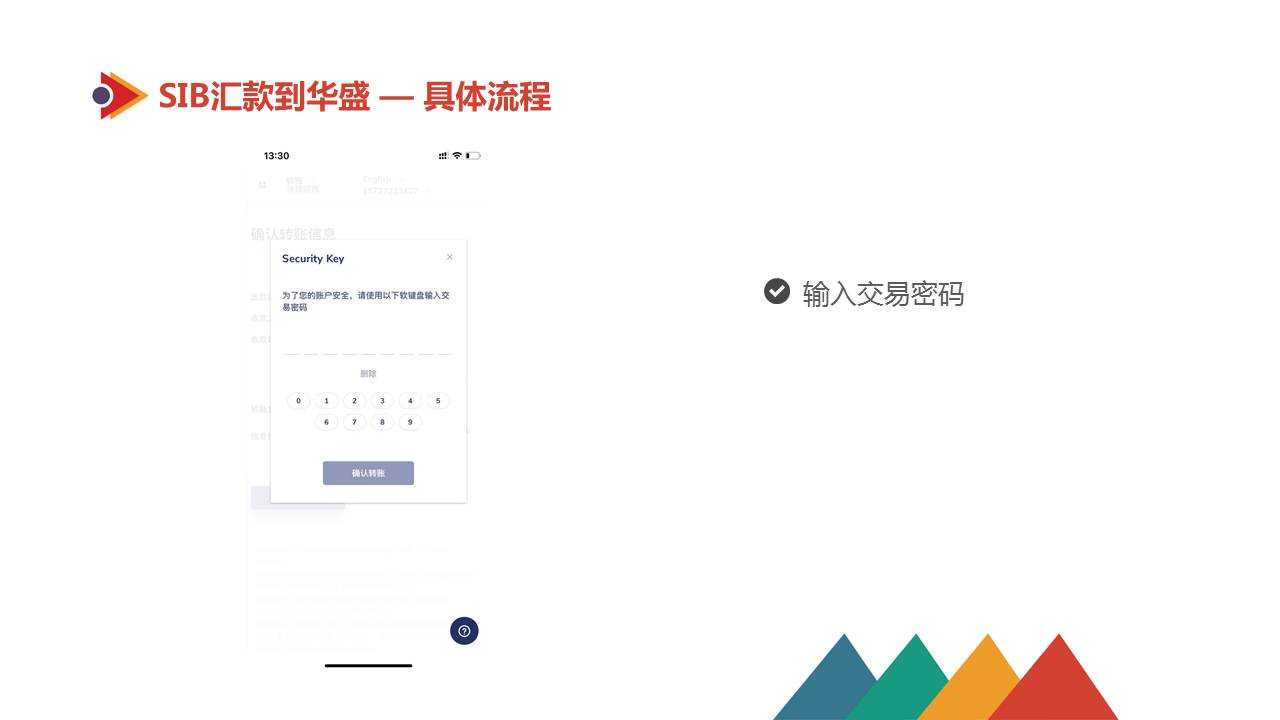 SIB汇款到华盛 — 具体流程
13:30
English
确认转账信息
Security Key
×
为了您的账户安全，请使用以下软键盘输入交
易密码
删除
0 1 2 3 4 5
6 7 8 9
确认转账
输入交易密码